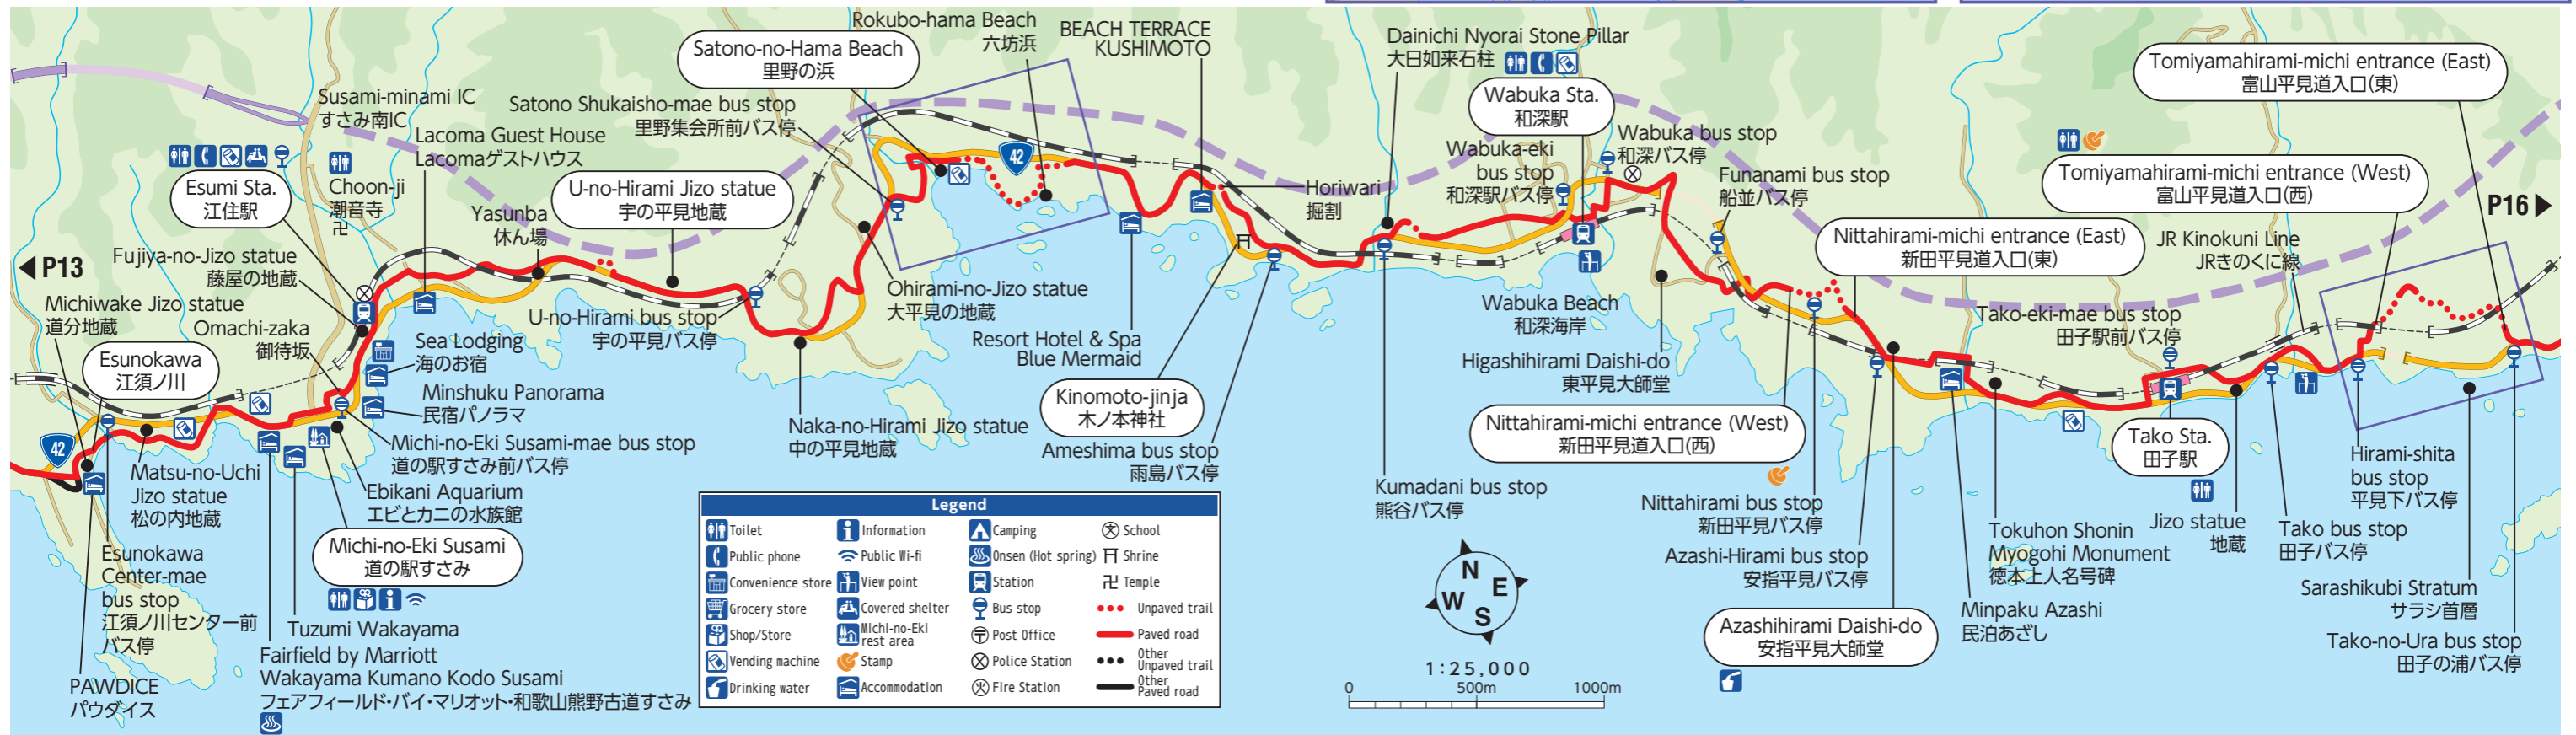 Rokubo-hama Beach
六坊浜
BEACH TERRACE
KUSHIMOTO
Satono-no-Hama Beach
里野の浜
Dainichi Nyorai Stone Pillar
大日如来石柱
Tomiyamahirami-michi entrance (East)
富山平見道入口(東)
Susami-minami IC
すさみ南IC
Satono Shukaisho-mae bus stop
里野集会所前バス停
Wabuka Sta.
和深駅
Lacoma Guest House
Lacomaゲストハウス
42
Wabuka bus stop
和深バス停
Wabuka-eki
bus stop
和深駅バス停
Esumi Sta.
江住駅
Choon-ji
潮音寺
卍
U-no-Hirami Jizo statue
宇の平見地蔵
Horiwari
掘割
Funanami bus stop
船並バス停
Tomiyamahirami-michi entrance (West)
富山平見道入口(西)
P16
Yasunba
休ん場
Nittahirami-michi entrance (East)
新田平見道入口(東)
JR Kinokuni Line
JRきのくに線
P13
Fujiya-no-Jizo statue
藤屋の地蔵
Michiwake Jizo statue
道分地蔵
Omachi-zaka
御待坂
Ohirami-no-Jizo statue
大平見の地蔵
U-no-Hirami bus stop
宇の平見バス停
Wabuka Beach
和深海岸
Tako-eki-mae bus stop
田子駅前バス停
Esunokawa
江須ノ川
Sea Lodging
海のお宿
Resort Hotel & Spa
Blue Mermaid
Higashihirami Daishi-do
東平見大師堂
Minshuku Panorama
民宿パノラマ
Kinomoto-jinja
木ノ本神社
Nittahirami-michi entrance (West)
新田平見道入口(西)
Naka-no-Hirami Jizo statue
中の平見地蔵
Tako Sta.
田子駅
42
Michi-no-Eki Susami-mae bus stop
道の駅すさみ前バス停
Ameshima bus stop
雨島バス停
Hirami-shita
bus stop
平見下バス停
Matsu-no-Uchi
Jizo statue
松の内地蔵
Ebikani Aquarium
エビとカニの水族館
Kumadani bus stop
熊谷バス停
Nittahirami bus stop
新田平見バス停
Tokuhon Shonin
Myogohi Monument
徳本上人名号碑
Jizo statue
地蔵
Tako bus stop
田子バス停
Michi-no-Eki Susami
道の駅すさみ
Esunokawa
Center-mae
bus stop
江須ノ川センター前
バス停
Azashi-Hirami bus stop
安指平見バス停
Sarashikubi Stratum
サラシ首層
Tuzumi Wakayama
Minpaku Azashi
民泊あざし
Azashihirami Daishi-do
安指平見大師堂
Tako-no-Ura bus stop
田子の浦バス停
Fairfield by Marriott
Wakayama Kumano Kodo Susami
フェアフィールド・バイ・マリオット・和歌山熊野古道すさみ
PAWDICE
パウダイス
Legend
Toilet
Public phone
Convenience store
Grocery store
Shop/Store
Vending machine
Drinking water
Information
Public Wi-fi
View point
Covered shelter
Michi-no-Eki
rest area
Stamp
Accommodation
Camping
Onsen (Hot spring)
Station
Bus stop
Post Office
Police Station
Fire Station
School
Shrine
卍 Temple
Unpaved trail
Paved road
Other
Unpaved trail
Other
Paved road
N
E
W
S
1:25,000
0 500m 1000m